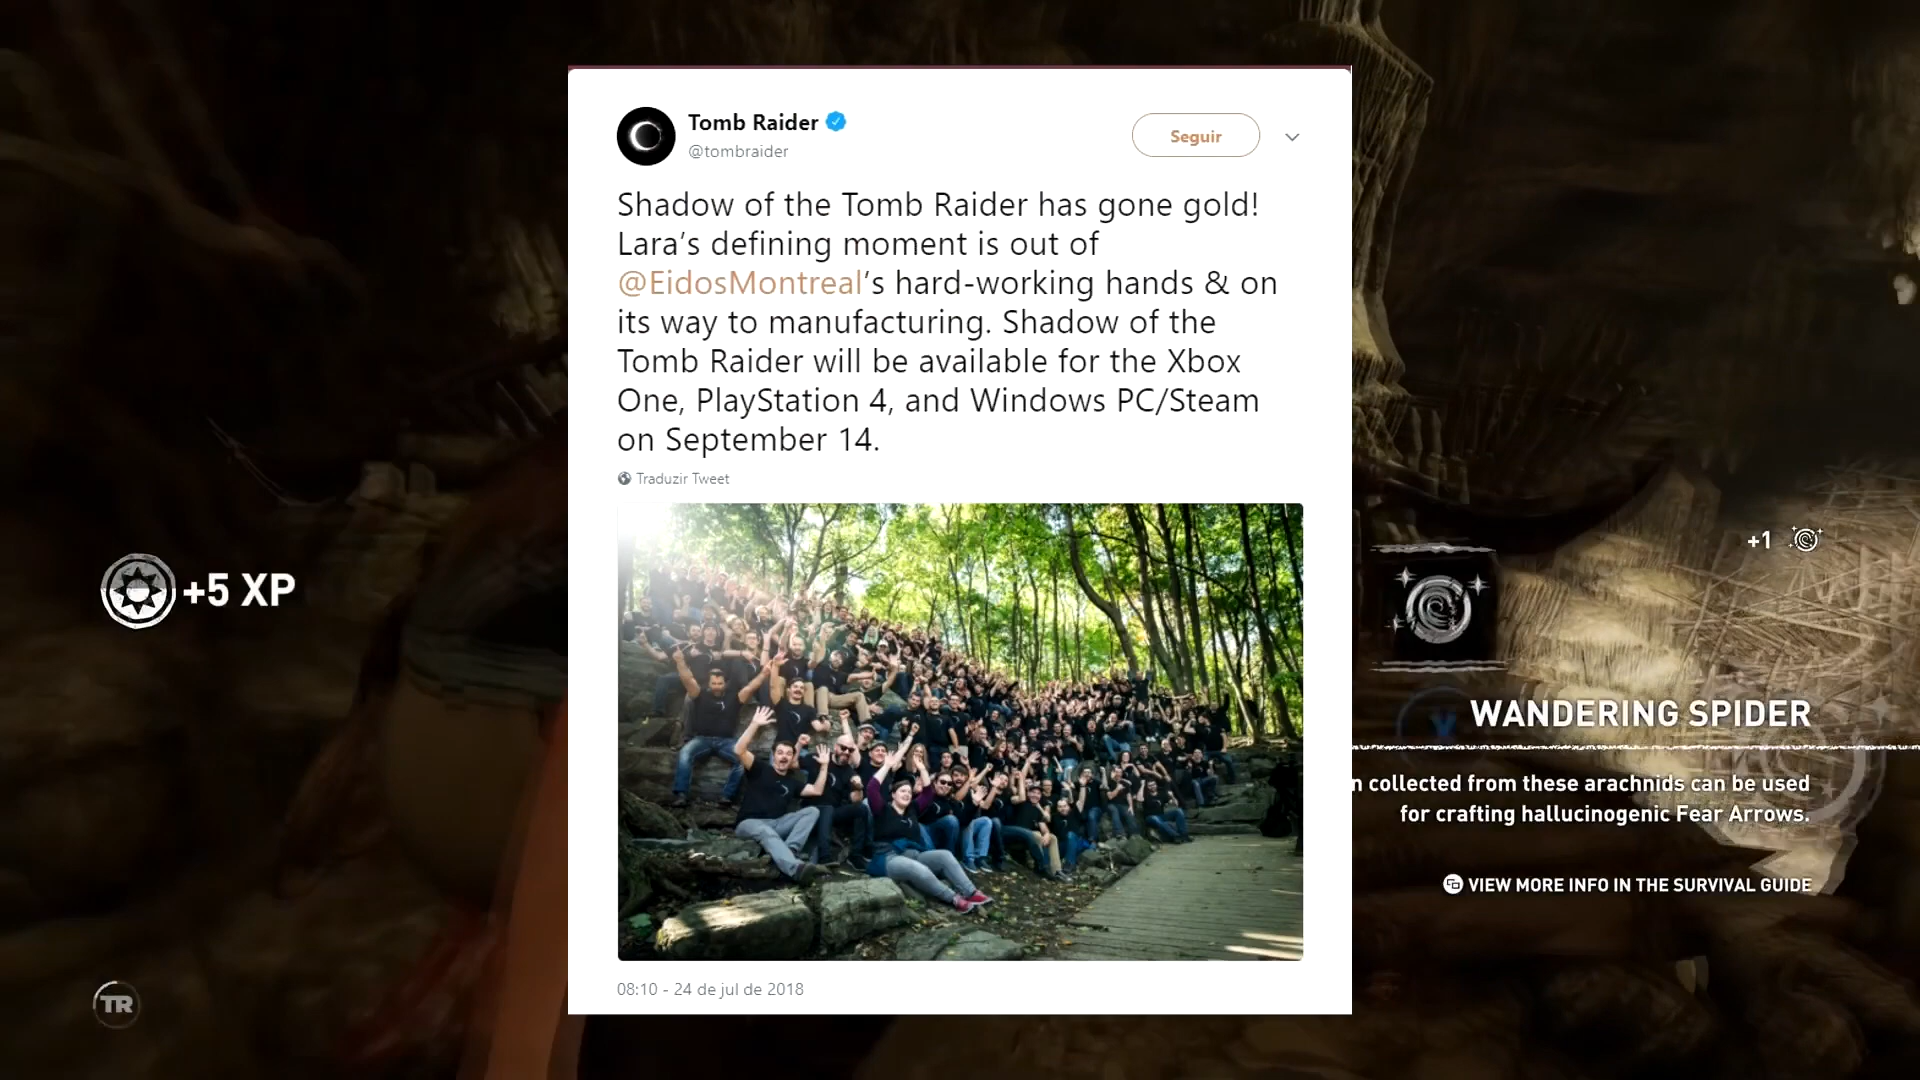 Tomb Raider
@tombraider
Seguir
Shadow of the Tomb Raider has gone gold!
Lara's defining moment is out of
@EidosMontreal's hard-working hands & on
its way to manufacturing. Shadow of the
Tomb Raider will be available for the Xbox
One, PlayStation 4, and Windows PC/Steam
on September 14.
Traduzir Tweet
08:10 - 24 de jul de 2018
+5 XP
TR
+1
WANDERING SPIDER
n collected from these arachnids can be used
for crafting hallucinogenic Fear Arrows.
VIEW MORE INFO IN THE SURVIVAL GUIDE